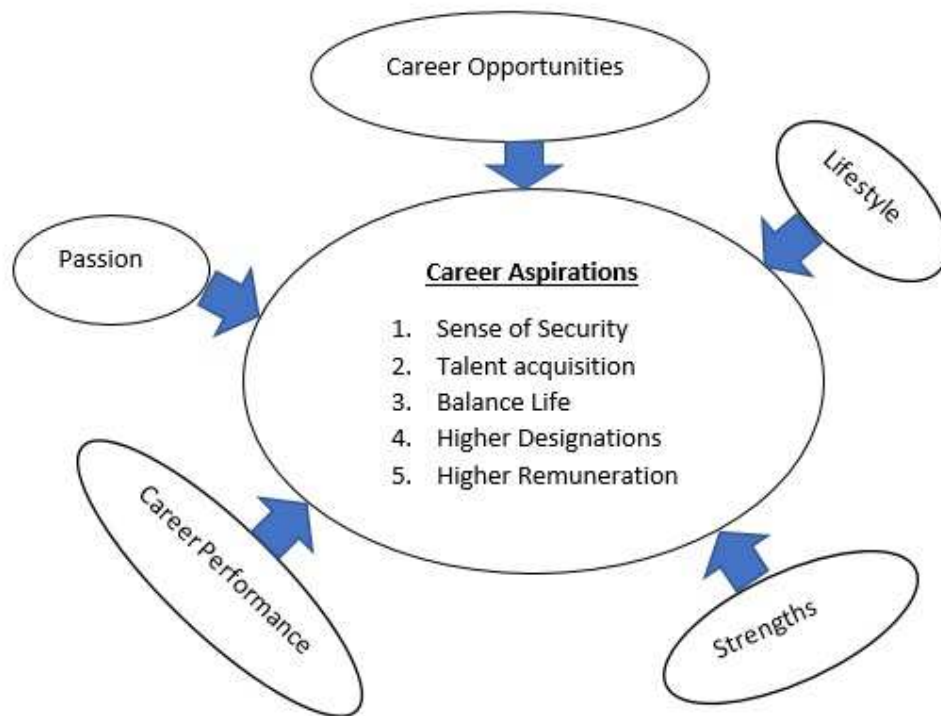 Career Opportunities
Lifestyle
Passion
Career Aspirations
1. Sense of Security
2. Talent acquisition
3. Balance Life
4. Higher Designations
5. Higher Remuneration
Career Performance
Strengths